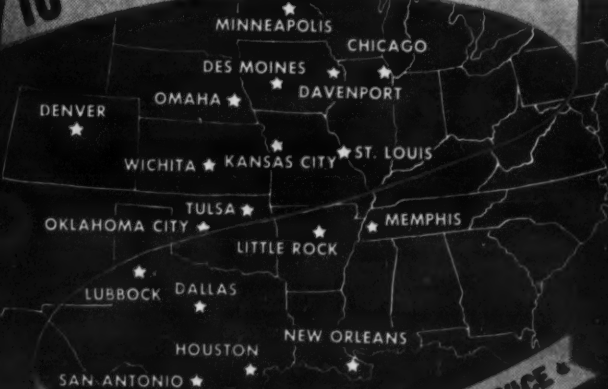 TO
MINNEAPOLIS
CHICAGO
DES MOINES
DAVENPORT
OMAHA
DENVER
WICHITA
KANSAS CITY
ST. LOUIS
TULSA
OKLAHOMA CITY
MEMPHIS
LITTLE ROCK
LUBBOCK
DALLAS
NEW ORLEANS
HOUSTON
SAN ANTONIO